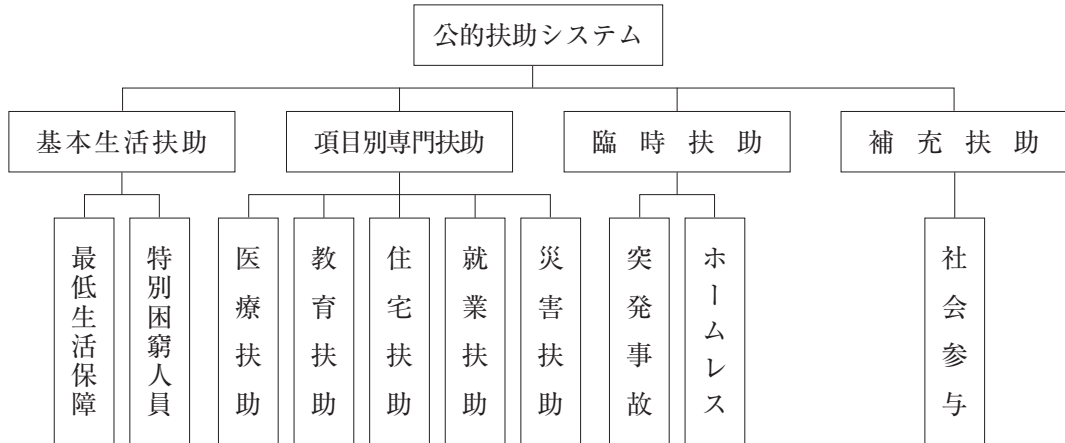 公的扶助システム
基本生活扶助
項目別専門扶助
臨時扶助
補充扶助
最低生活保障
特別困窮人員
医療扶助
教育扶助
住宅扶助
就業扶助
災害扶助
突発事故
ホームレス
社会参与